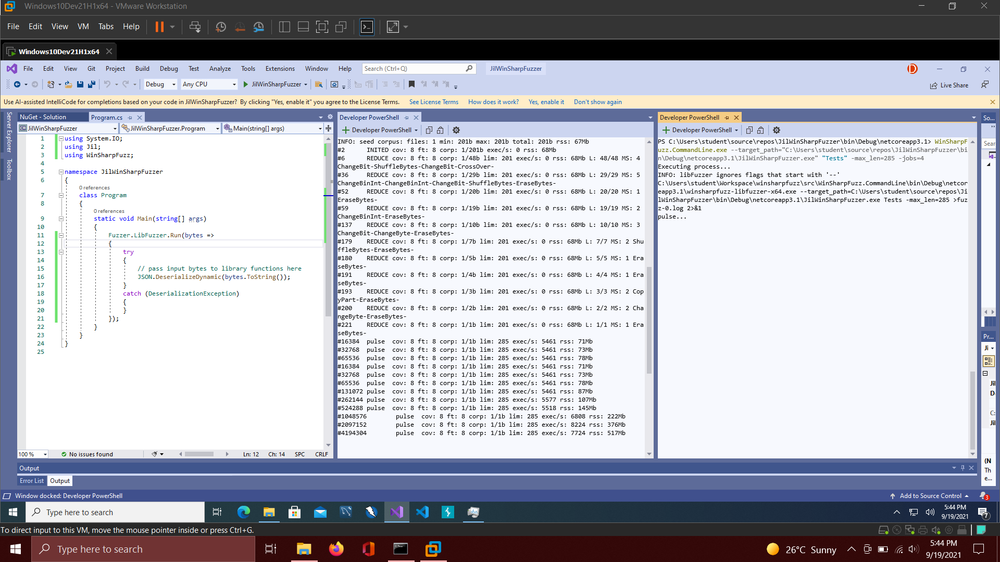 Windows10Dev21H1x64 - VMware Workstation
File Edit View VM Tabs Help
Windows10Dev21H1x64
File Edit View Git Project Build Debug Test Analyze Tools Extensions Window Help Search (Ctrl+Q) JilWinSharpFuzzer
Debug Any CPU JilWinSharpFuzzer Live Share
Use AI-assisted IntelliCode for completions based on your code in JilWinSharpFuzzer? By clicking "Yes, enable it" you agree to the License Terms. See License Terms How does it work? Yes, enable it Don't show again
Server Explorer
Toolbox
NuGet - Solution Program.cs
JilWinSharpFuzzer JilWinSharpFuzzer.Program Main(string[] args)
1 using System.IO;
2 using Jil;
3 using WinSharpFuzz;
4
5 namespace JilWinSharpFuzzer
6 {
0 references
7 class Program
8 {
0 references
9 static void Main(string[] args)
10 {
11 Fuzzer.LibFuzzer.Run(bytes =>
12 {
13 try
14 {
15 // pass input bytes to library functions here
16 JSON.DeserializeDynamic(bytes.ToString());
17 }
18 catch (DeserializationException)
19 {
20 }
21 });
22 }
23 }
24 }
25
100 % No issues found Ln: 12 Ch: 14 SPC CRLF
Developer PowerShell
Developer PowerShell
INFO: seed corpus: files: 1 min: 201b max: 201b total: 201b rss: 67Mb
#2 INITED cov: 8 ft: 8 corp: 1/201b exec/s: 0 rss: 68Mb
#6 REDUCE cov: 8 ft: 8 corp: 1/48b lim: 201 exec/s: 0 rss: 68Mb L: 48/48 MS: 4
ChangeBit-ShuffleBytes-ChangeBit-CrossOver-
#36 REDUCE cov: 8 ft: 8 corp: 1/29b lim: 201 exec/s: 0 rss: 68Mb L: 29/29 MS: 5
ChangeBinInt-ChangeBinInt-ChangeBit-ShuffleBytes-EraseBytes-
#52 REDUCE cov: 8 ft: 8 corp: 1/20b lim: 201 exec/s: 0 rss: 68Mb L: 20/20 MS: 1
EraseBytes-
#59 REDUCE cov: 8 ft: 8 corp: 1/19b lim: 201 exec/s: 0 rss: 68Mb L: 19/19 MS: 2
ChangeBinInt-EraseBytes-
#137 REDUCE cov: 8 ft: 8 corp: 1/10b lim: 201 exec/s: 0 rss: 68Mb L: 10/10 MS: 3
ChangeBit-ChangeByte-EraseBytes-
#179 REDUCE cov: 8 ft: 8 corp: 1/7b lim: 201 exec/s: 0 rss: 68Mb L: 7/7 MS: 2 Shu
ffleBytes-EraseBytes-
#180 REDUCE cov: 8 ft: 8 corp: 1/5b lim: 201 exec/s: 0 rss: 68Mb L: 5/5 MS: 1 Era
seBytes-
#191 REDUCE cov: 8 ft: 8 corp: 1/4b lim: 201 exec/s: 0 rss: 68Mb L: 4/4 MS: 1 Era
seBytes-
#193 REDUCE cov: 8 ft: 8 corp: 1/3b lim: 201 exec/s: 0 rss: 68Mb L: 3/3 MS: 2 Cop
yPart-EraseBytes-
#200 REDUCE cov: 8 ft: 8 corp: 1/2b lim: 201 exec/s: 0 rss: 68Mb L: 2/2 MS: 2 Cha
ngeByte-EraseBytes-
#221 REDUCE cov: 8 ft: 8 corp: 1/1b lim: 201 exec/s: 0 rss: 68Mb L: 1/1 MS: 1 Era
seBytes-
#16384 pulse cov: 8 ft: 8 corp: 1/1b lim: 285 exec/s: 5461 rss: 71Mb
#32768 pulse cov: 8 ft: 8 corp: 1/1b lim: 285 exec/s: 5461 rss: 73Mb
#65536 pulse cov: 8 ft: 8 corp: 1/1b lim: 285 exec/s: 5461 rss: 78Mb
#16384 pulse cov: 8 ft: 8 corp: 1/1b lim: 285 exec/s: 5461 rss: 71Mb
#32768 pulse cov: 8 ft: 8 corp: 1/1b lim: 285 exec/s: 5461 rss: 73Mb
#65536 pulse cov: 8 ft: 8 corp: 1/1b lim: 285 exec/s: 5461 rss: 78Mb
#131072 pulse cov: 8 ft: 8 corp: 1/1b lim: 285 exec/s: 5461 rss: 87Mb
#262144 pulse cov: 8 ft: 8 corp: 1/1b lim: 285 exec/s: 5577 rss: 107Mb
#524288 pulse cov: 8 ft: 8 corp: 1/1b lim: 285 exec/s: 5518 rss: 145Mb
#1048576 pulse cov: 8 ft: 8 corp: 1/1b lim: 285 exec/s: 6808 rss: 222Mb
#2097152 pulse cov: 8 ft: 8 corp: 1/1b lim: 285 exec/s: 8224 rss: 376Mb
#4194304 pulse cov: 8 ft: 8 corp: 1/1b lim: 285 exec/s: 7724 rss: 517Mb
Developer PowerShell
Developer PowerShell
PS C:\Users\student\source\repos\JilWinSharpFuzzer\bin\Debug\netcoreapp3.1> WinSharpF
uzz.CommandLine.exe --target_path="C:\Users\student\source\repos\JilWinSharpFuzzer\bi
n\Debug\netcoreapp3.1\JilWinSharpFuzzer.exe" "Tests" -max_len=285 -jobs=4
Executing process...
INFO: libFuzzer ignores flags that start with '--'
C:\Users\student\Workspace\winsharpfuzz\src\WinSharpFuzz.CommandLine\bin\Debug\netcor
eapp3.1\winsharpfuzz-libfuzzer-x64.exe --target_path=C:\Users\student\source\repos\Ji
lWinSharpFuzzer\bin\Debug\netcoreapp3.1\JilWinSharpFuzzer.exe Tests -max_len=285 >fuz
z-0.log 2>&1
pulse...
So...
Sear
Pr...
Ji
Jil
De
C:
Jil
(N
Th
e...
Output
Error List Output
Window docked: Developer PowerShell Add to Source Control 3
Type here to search 5:44 PM
9/19/2021 7
To direct input to this VM, move the mouse pointer inside or press Ctrl+G.
Type here to search 26°C Sunny 5:44 PM
9/19/2021